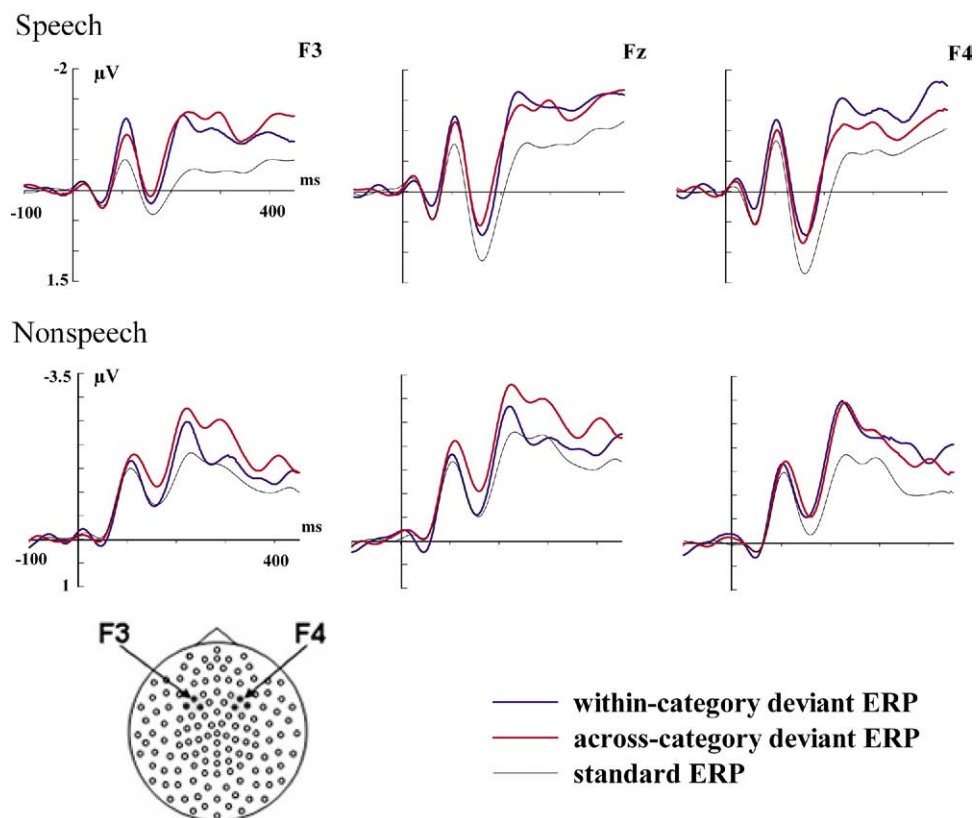 Speech
F3 Fz F4
-2 µV
ms
-100 400
1.5
Nonspeech
-3.5 µV
ms
-100 400
1
F3 F4
within-category deviant ERP
across-category deviant ERP
standard ERP